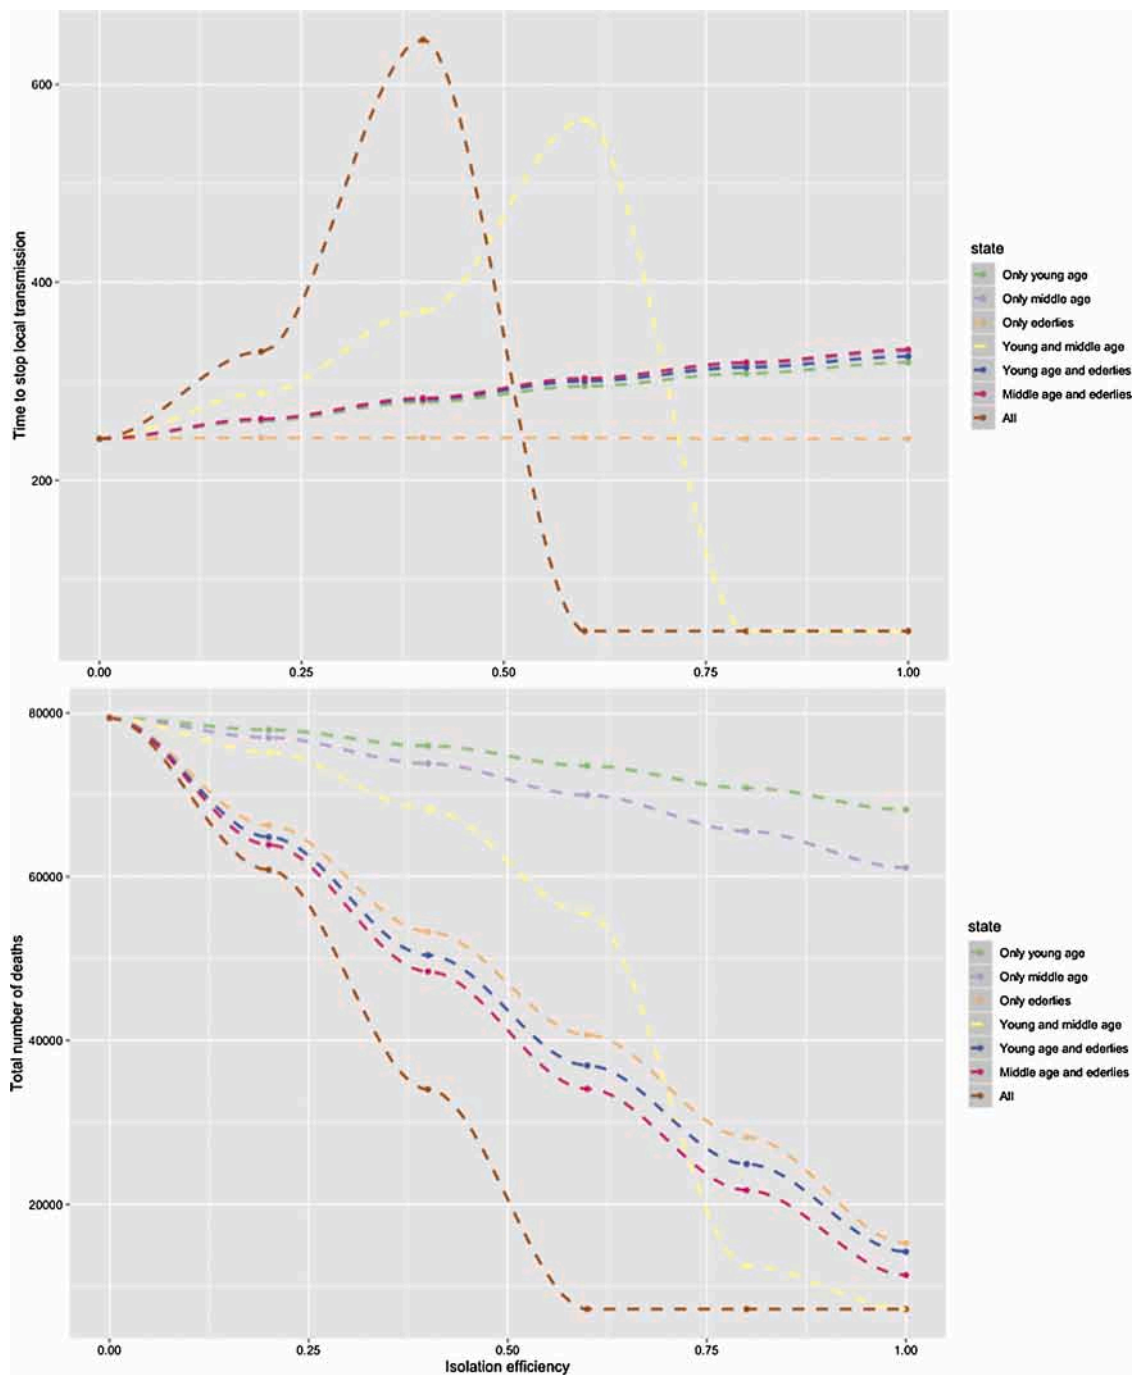 600
400
200
Time to stop local transmission
0.00 0.25 0.50 0.75 1.00
state
Only young age
Only middle age
Only ederlies
Young and middle age
Young age and ederlies
Middle age and ederlies
All
80000
60000
40000
20000
Total number of deaths
0.00 0.25 0.50 0.75 1.00
Isolation efficiency
state
Only young age
Only middle age
Only ederlies
Young and middle age
Young age and ederlies
Middle age and ederlies
All